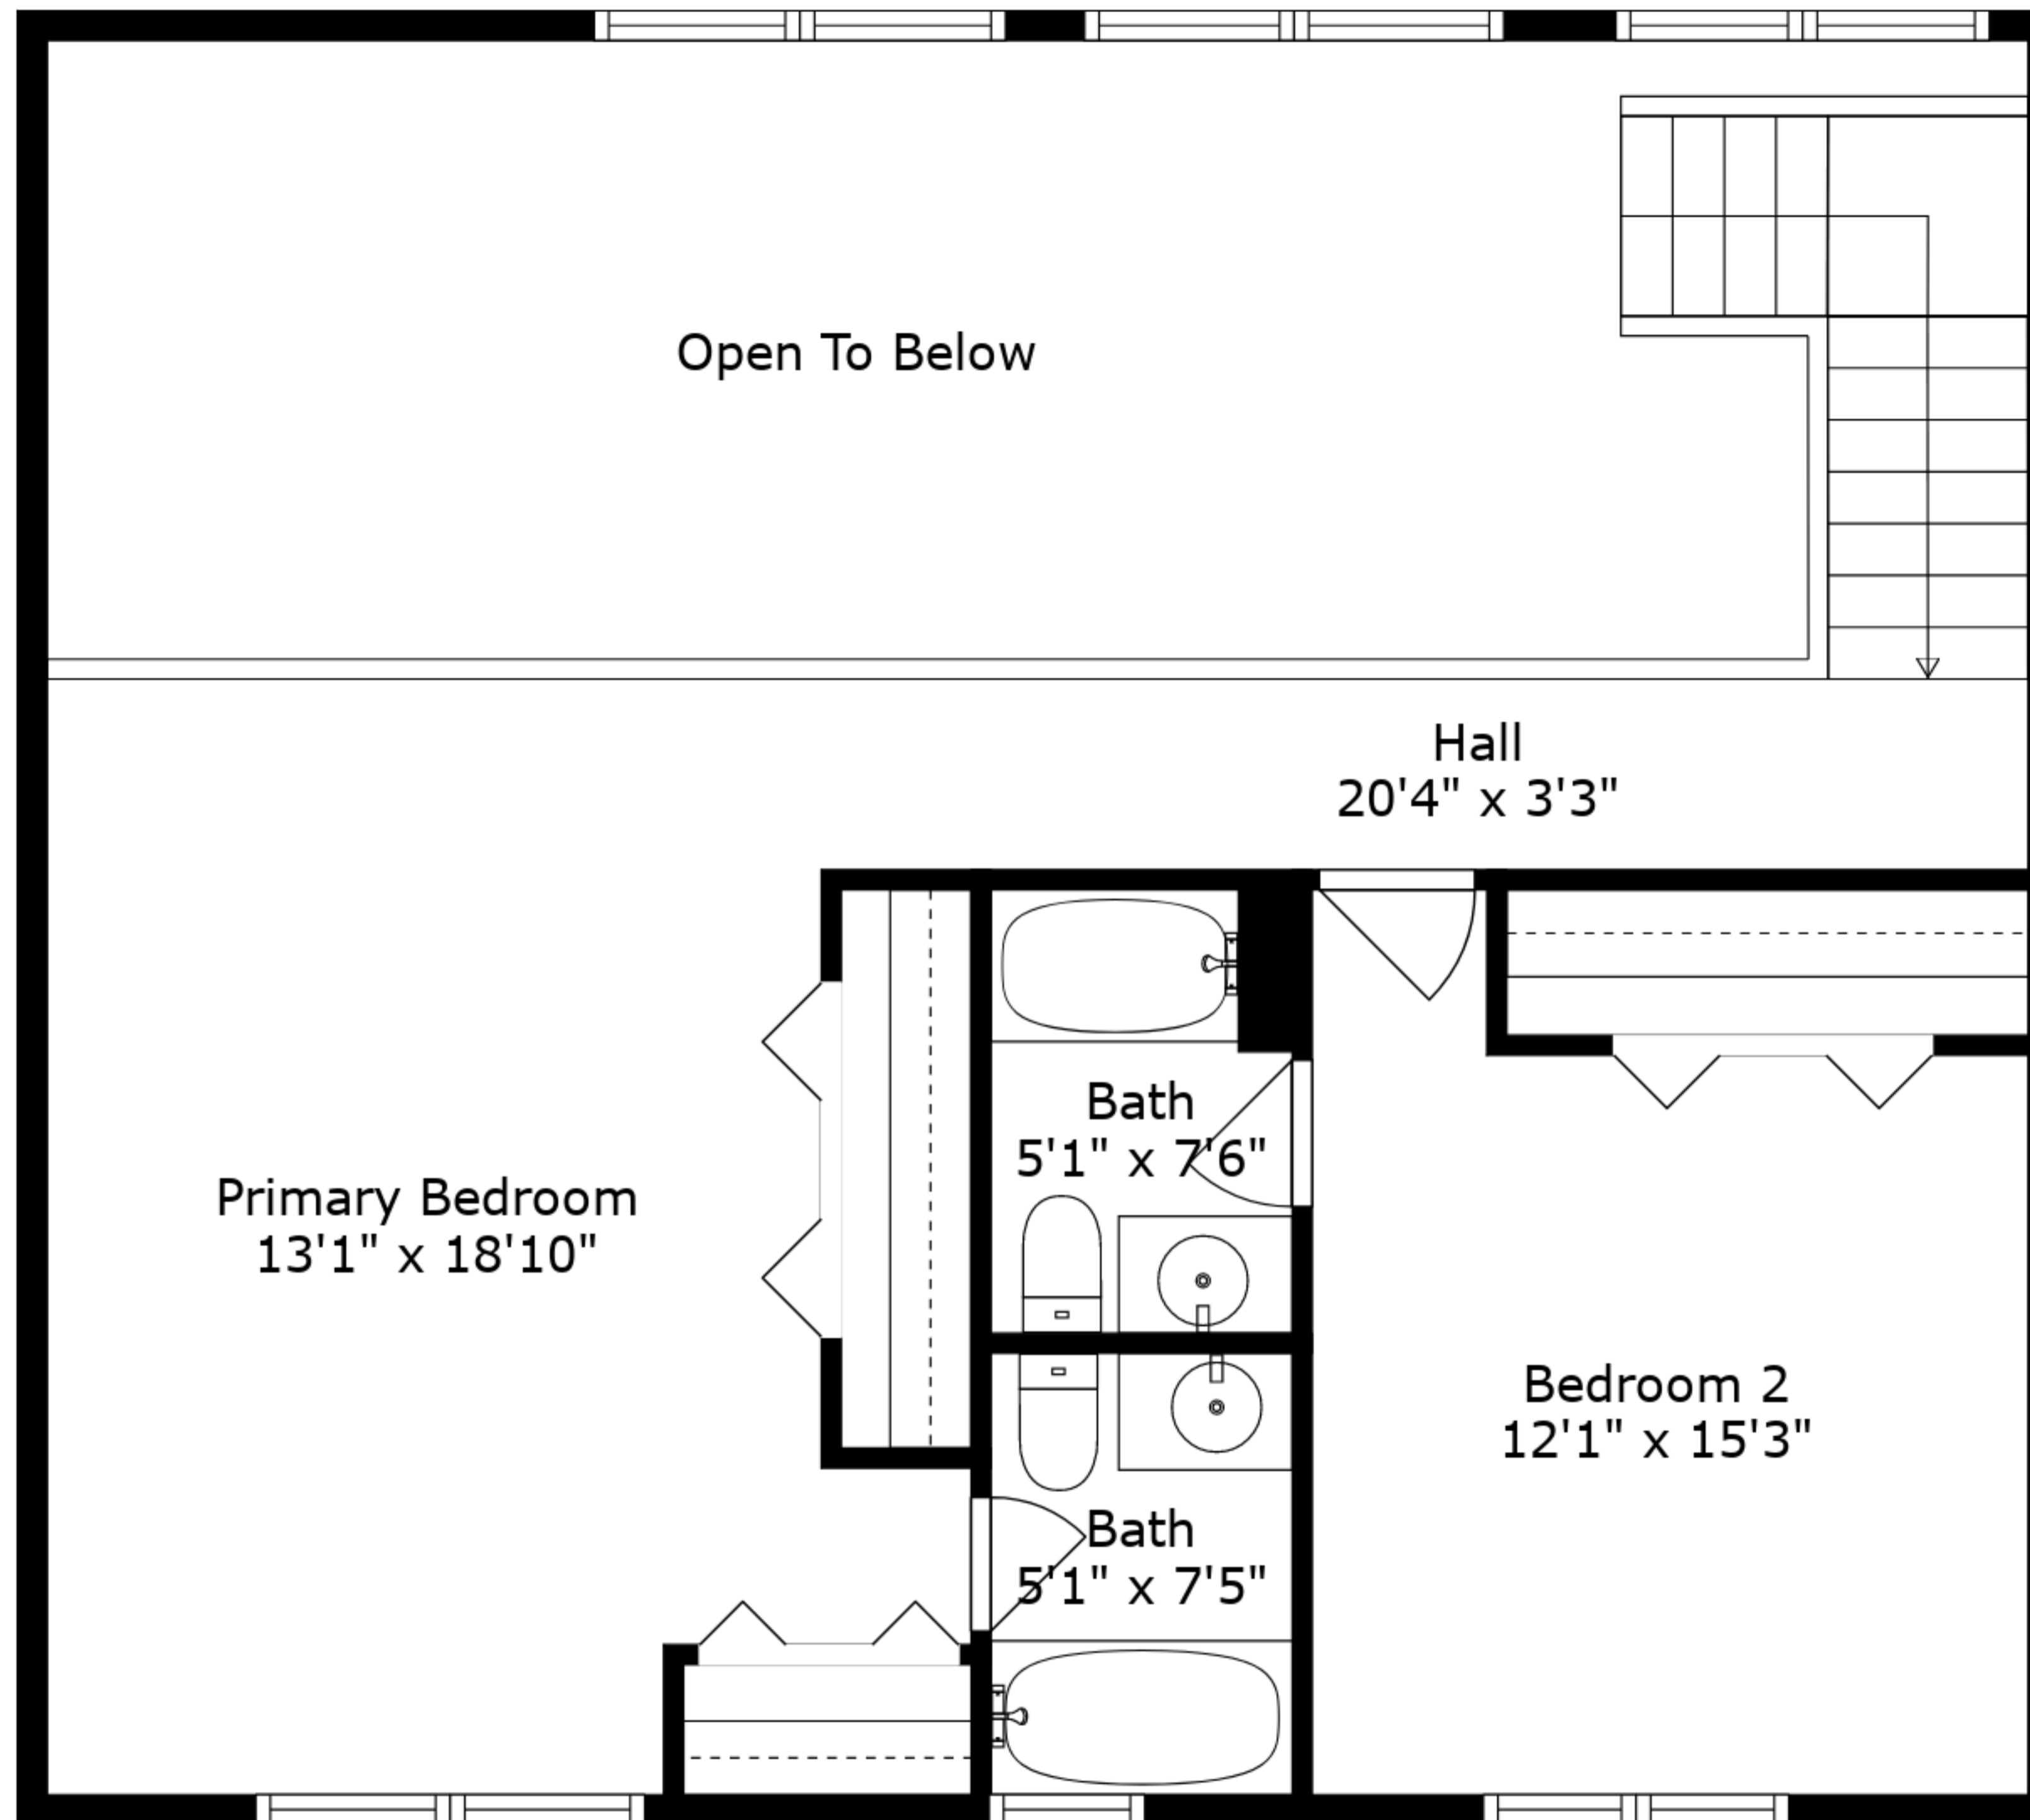 Open To Below
Hall
20'4" x 3'3"
Bath
5'1" x 7'6"
Primary Bedroom
13'1" x 18'10"
Bedroom 2
12'1" x 15'3"
Bath
5'1" x 7'5"